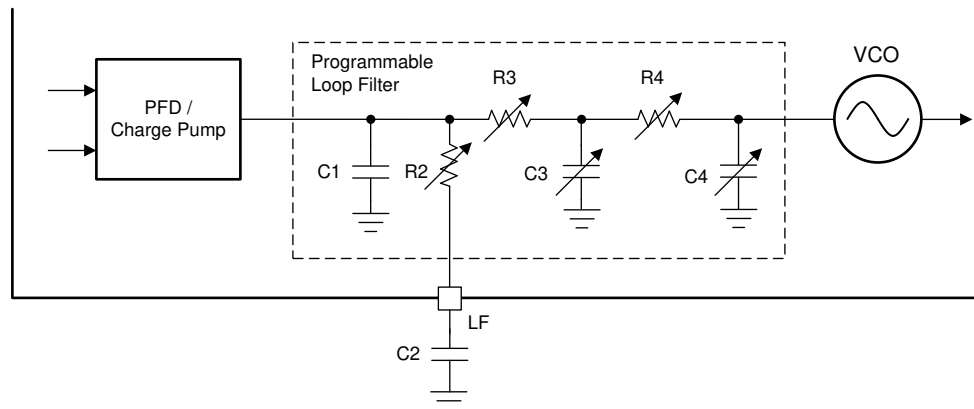 Programmable
Loop Filter
VCO
PFD /
Charge Pump
R3
R4
C1
R2
C3
C4
LF
C2